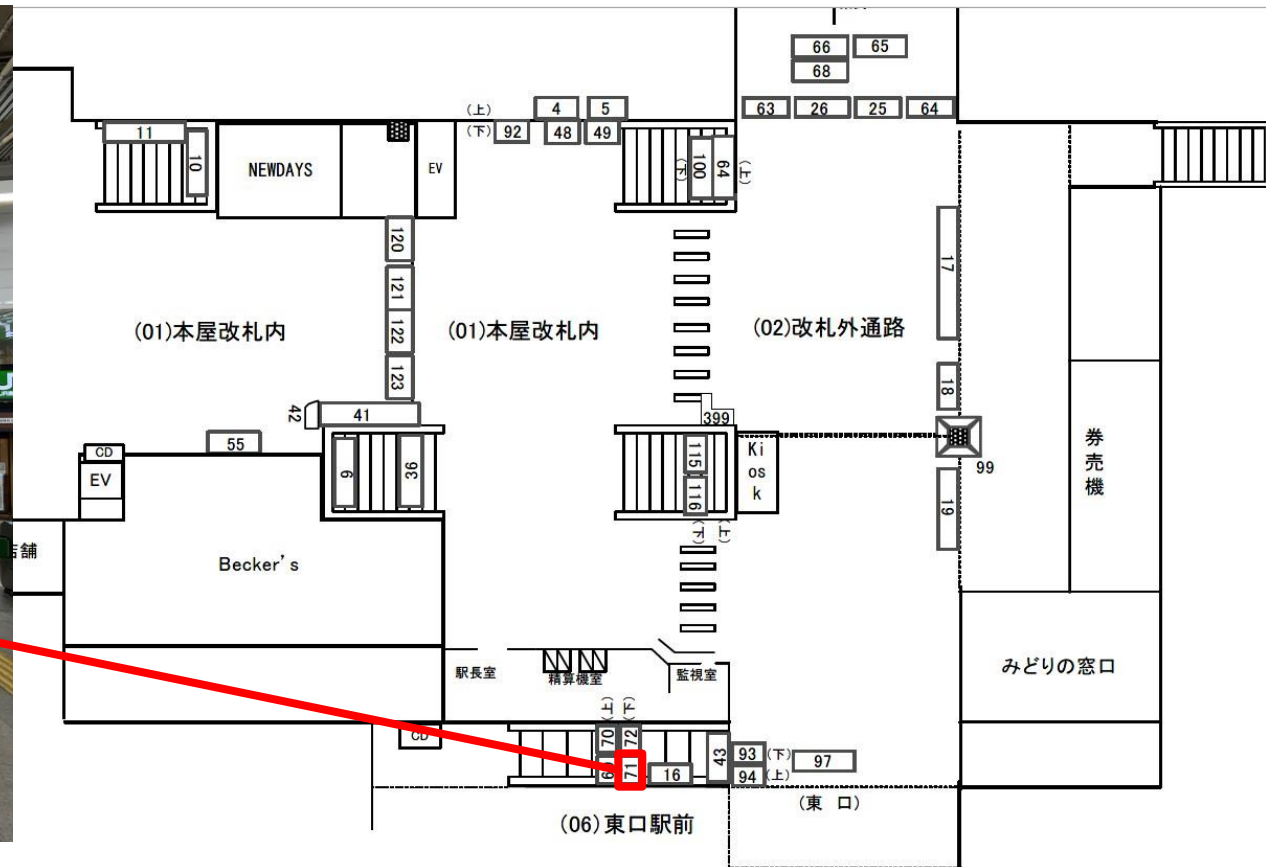 66
65
68
(上)
4
5
63
26
25
64
11
(下)
92
48
49
10
NEWDAYS
EV
(下)
100
64
(上)
120
17
121
(01)本屋改札内
(01)本屋改札内
(02)改札外通路
122
123
18
42
41
399
55
CD
EV
9
36
115
Ki
os
k
99
券
売
機
116
19
(下)
(上)
店舗
Becker's
駅長室
精算機室
監視室
みどりの窓口
(上)
(下)
CD
70
72
43
93
(下)
97
71
16
94
(上)
(東 口)
(06)東口駅前